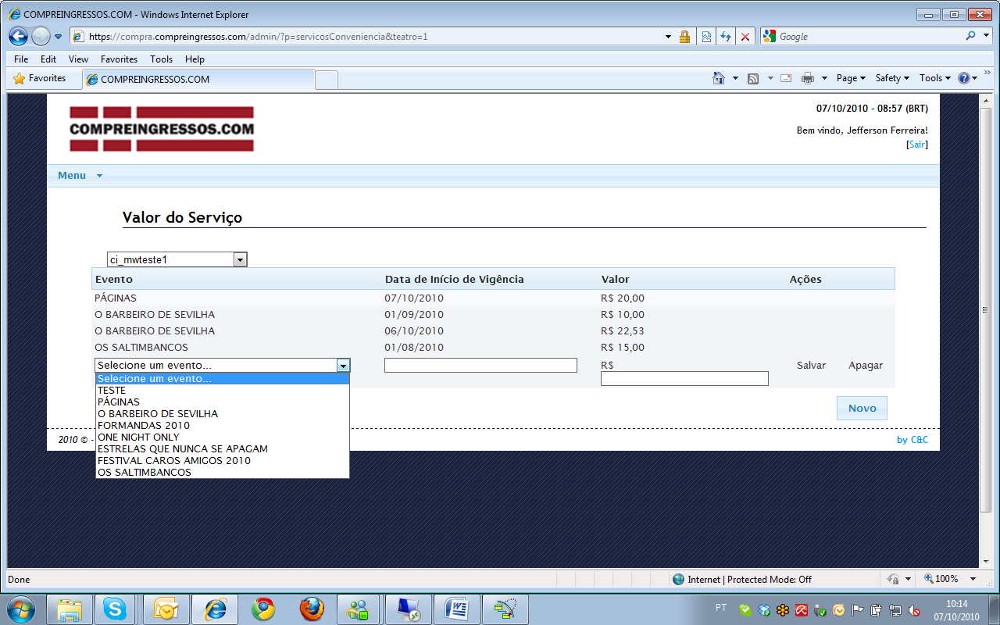 COMPREINGRESSOS.COM - Windows Internet Explorer
https://compra.compreingressos.com/admin/?p=servicosConveniencia&teatro=1
Google
File Edit View Favorites Tools Help
Favorites
COMPREINGRESSOS.COM
Page Safety Tools
COMPREINGRESSOS.COM
07/10/2010 - 08:57 (BRT)
Bem vindo, Jefferson Ferreira!
[Sair]
Menu
Valor do Serviço
ci_mwteste1
Evento Data de Início de Vigência Valor Ações
PÁGINAS 07/10/2010 R$ 20,00
O BARBEIRO DE SEVILHA 01/09/2010 R$ 10,00
O BARBEIRO DE SEVILHA 06/10/2010 R$ 22,53
OS SALTIMBANCOS 01/08/2010 R$ 15,00
Selecione um evento... R$ Salvar Apagar
Selecione um evento...
TESTE
PÁGINAS
O BARBEIRO DE SEVILHA
FORMANDAS 2010
ONE NIGHT ONLY
ESTRELAS QUE NUNCA SE APAGAM
FESTIVAL CAROS AMIGOS 2010
OS SALTIMBANCOS
Novo
2010 © -
by C&C
Done
Internet | Protected Mode: Off
100%
PT
10:14
07/10/2010